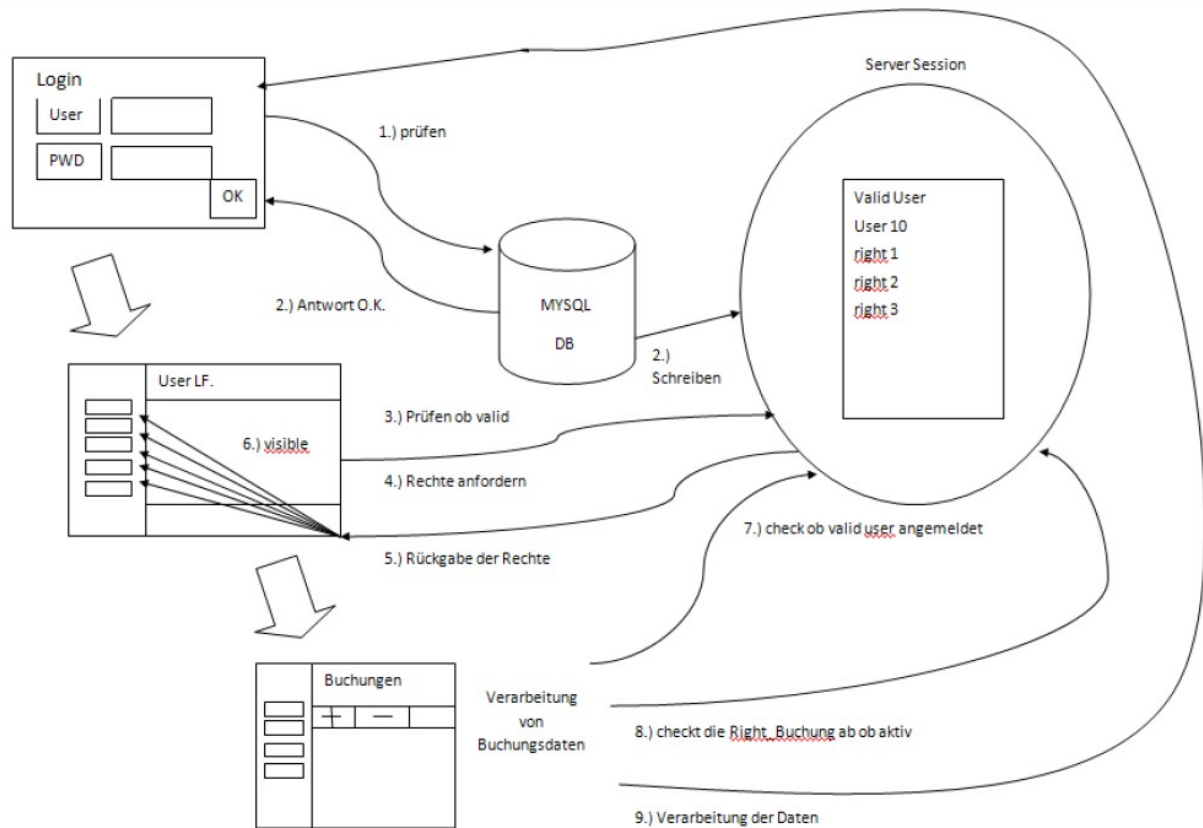 Server Session
Login
User
PWD
OK
1.) prüfen
Valid User
User 10
right 1
right 2
right 3
MYSQL
DB
2.) Antwort O.K.
2.)
Schreiben
User LF.
6.) visible
3.) Prüfen ob valid
4.) Rechte anfordern
5.) Rückgabe der Rechte
7.) check ob valid user angemeldet
Buchungen
+ –
Verarbeitung
von
Buchungsdaten
8.) checkt die Right_Buchung ab ob aktiv
9.) Verarbeitung der Daten